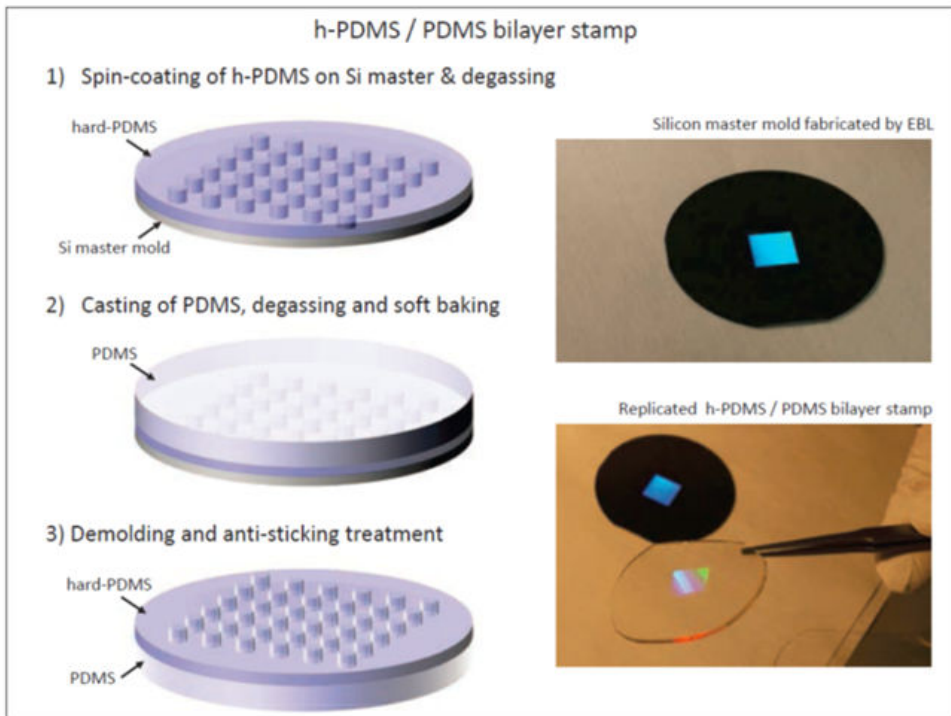 h-PDMS / PDMS bilayer stamp
1) Spin-coating of h-PDMS on Si master & degassing
hard-PDMS
Si master mold
Silicon master mold fabricated by EBL
2) Casting of PDMS, degassing and soft baking
PDMS
Replicated h-PDMS / PDMS bilayer stamp
3) Demolding and anti-sticking treatment
hard-PDMS
PDMS